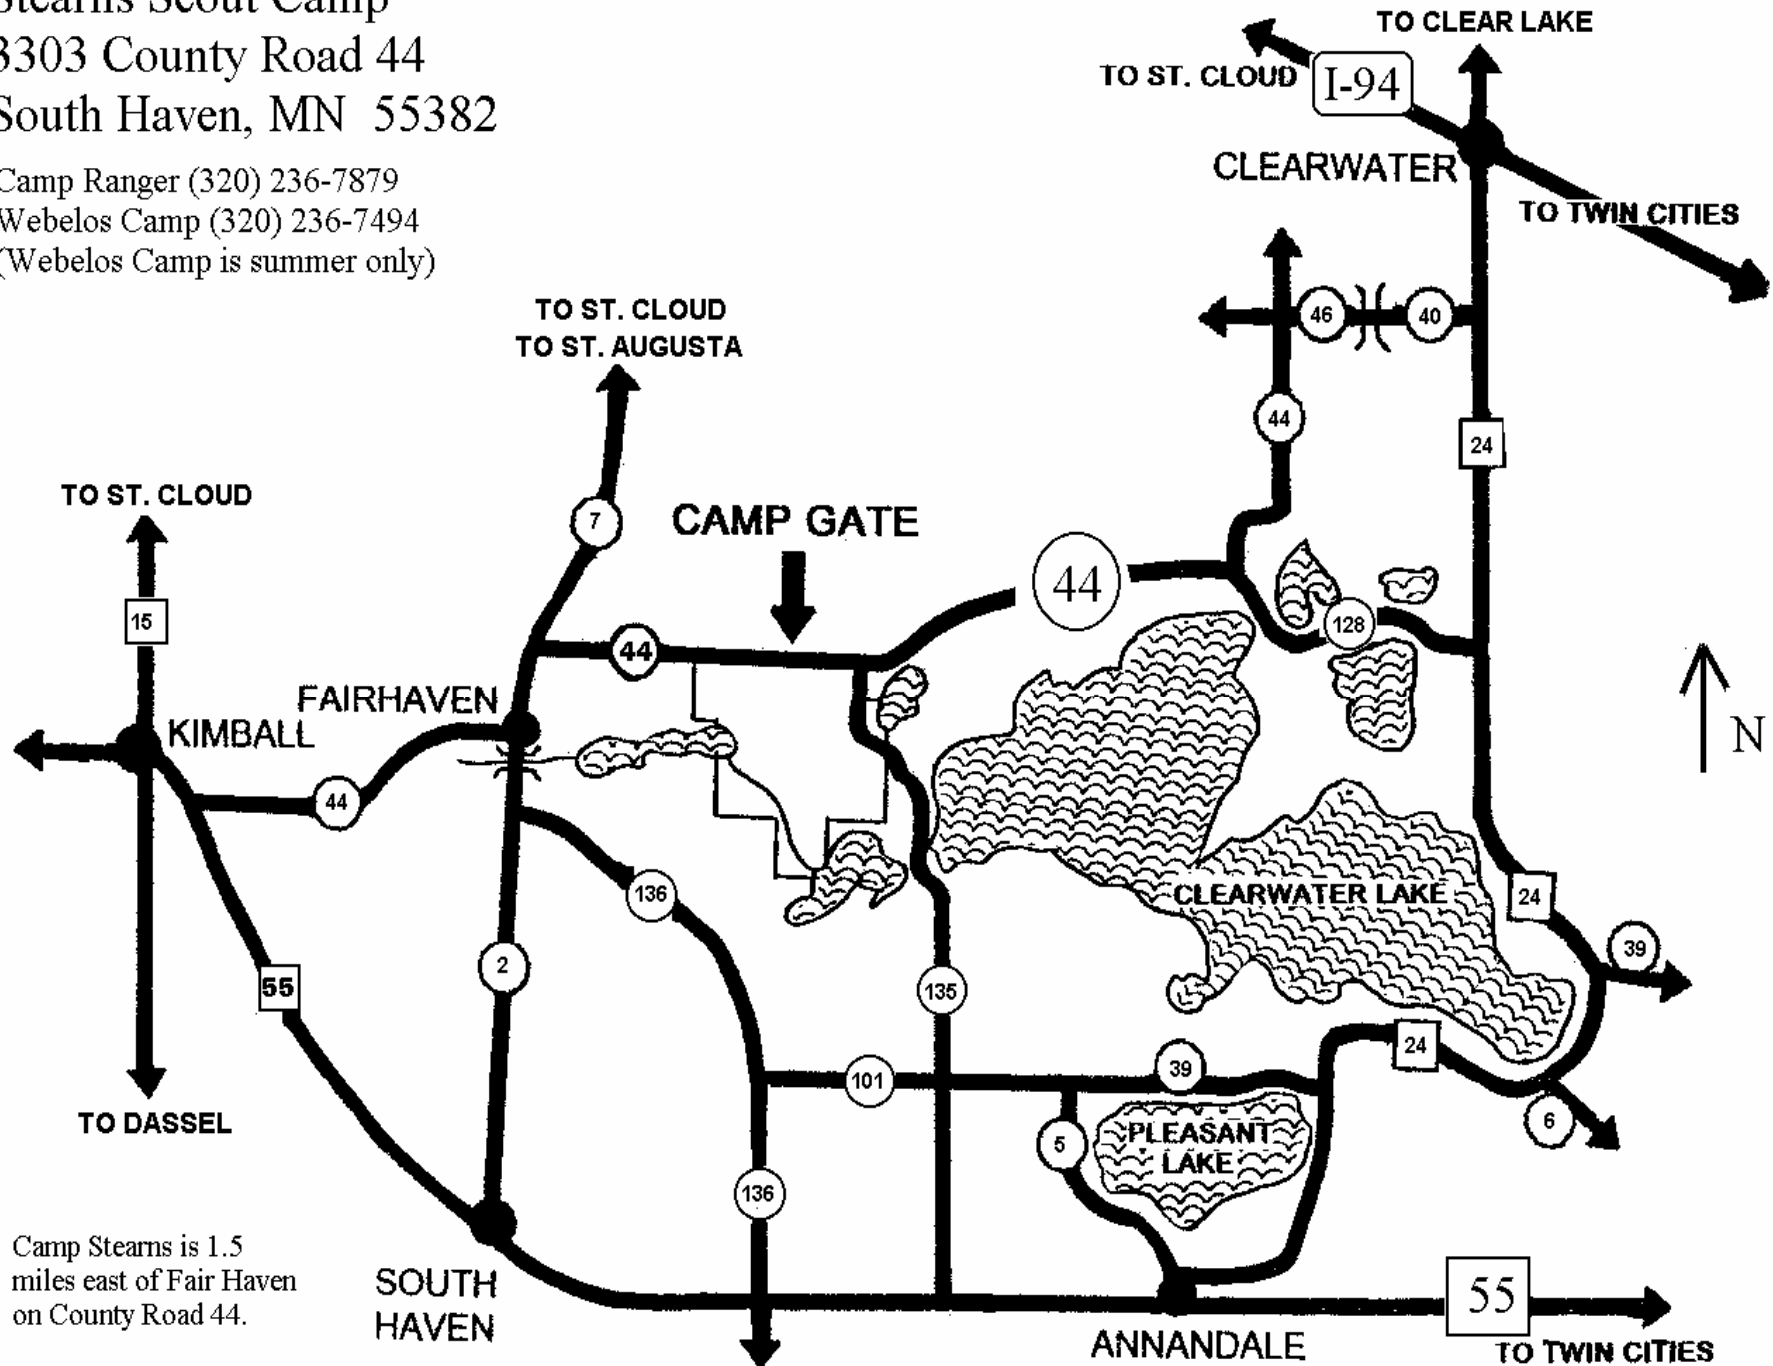 Stearns Scout Camp
3303 County Road 44
South Haven, MN 55382
Camp Ranger (320) 236-7879
Webelos Camp (320) 236-7494
(Webelos Camp is summer only)
TO CLEAR LAKE
TO ST. CLOUD
I-94
CLEARWATER
TO TWIN CITIES
TO ST. CLOUD
TO ST. AUGUSTA
46
40
44
24
TO ST. CLOUD
7
CAMP GATE
44
15
128
44
FAIRHAVEN
KIMBALL
N
44
136
CLEARWATER LAKE
24
39
2
55
135
24
101
39
6
TO DASSEL
5
PLEASANT
LAKE
136
Camp Stearns is 1.5
miles east of Fair Haven
on County Road 44.
SOUTH
HAVEN
55
ANNANDALE
TO TWIN CITIES